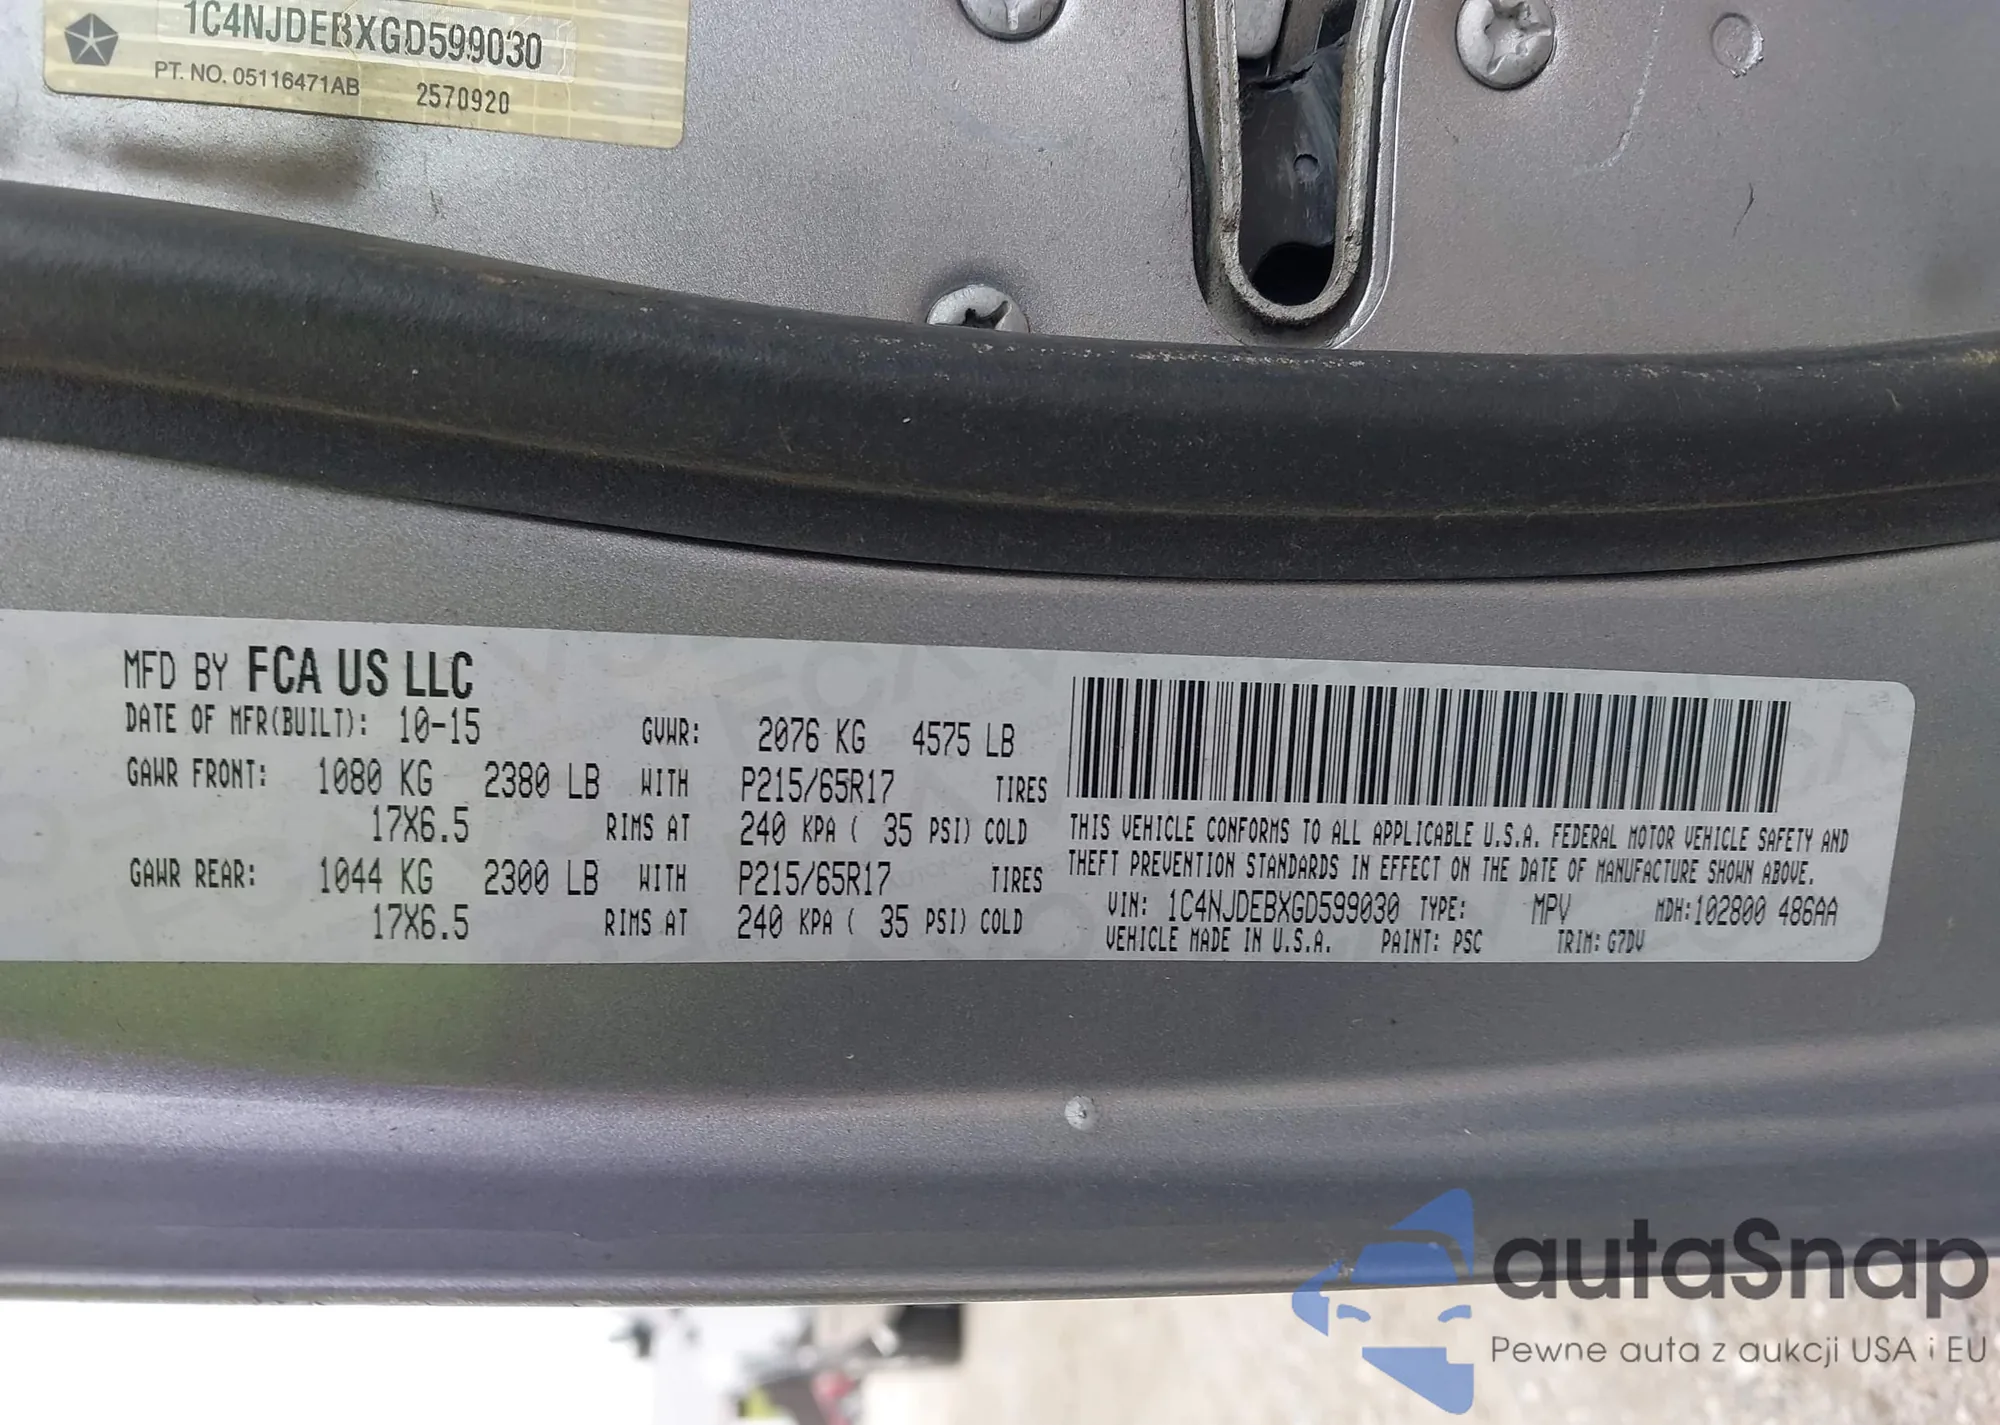 1C4NJDEBXGD599030
PT. NO. 05116471AB 2570920
MFD BY FCA US LLC
DATE OF MFR(BUILT): 10-15 GVWR: 2076 KG 4575 LB
GAWR FRONT: 1080 KG 2380 LB WITH P215/65R17 TIRES
17X6.5 RIMS AT 240 KPA ( 35 PSI) COLD
GAWR REAR: 1044 KG 2300 LB WITH P215/65R17 TIRES
17X6.5 RIMS AT 240 KPA ( 35 PSI) COLD
THIS VEHICLE CONFORMS TO ALL APPLICABLE U.S.A. FEDERAL MOTOR VEHICLE SAFETY AND
THEFT PREVENTION STANDARDS IN EFFECT ON THE DATE OF MANUFACTURE SHOWN ABOVE.
VIN: 1C4NJDEBXGD599030 TYPE: MPV MDH:102800 486AA
VEHICLE MADE IN U.S.A. PAINT: PSC TRIM: G7DV
autaSnap
Pewne auta z aukcji USA i EU